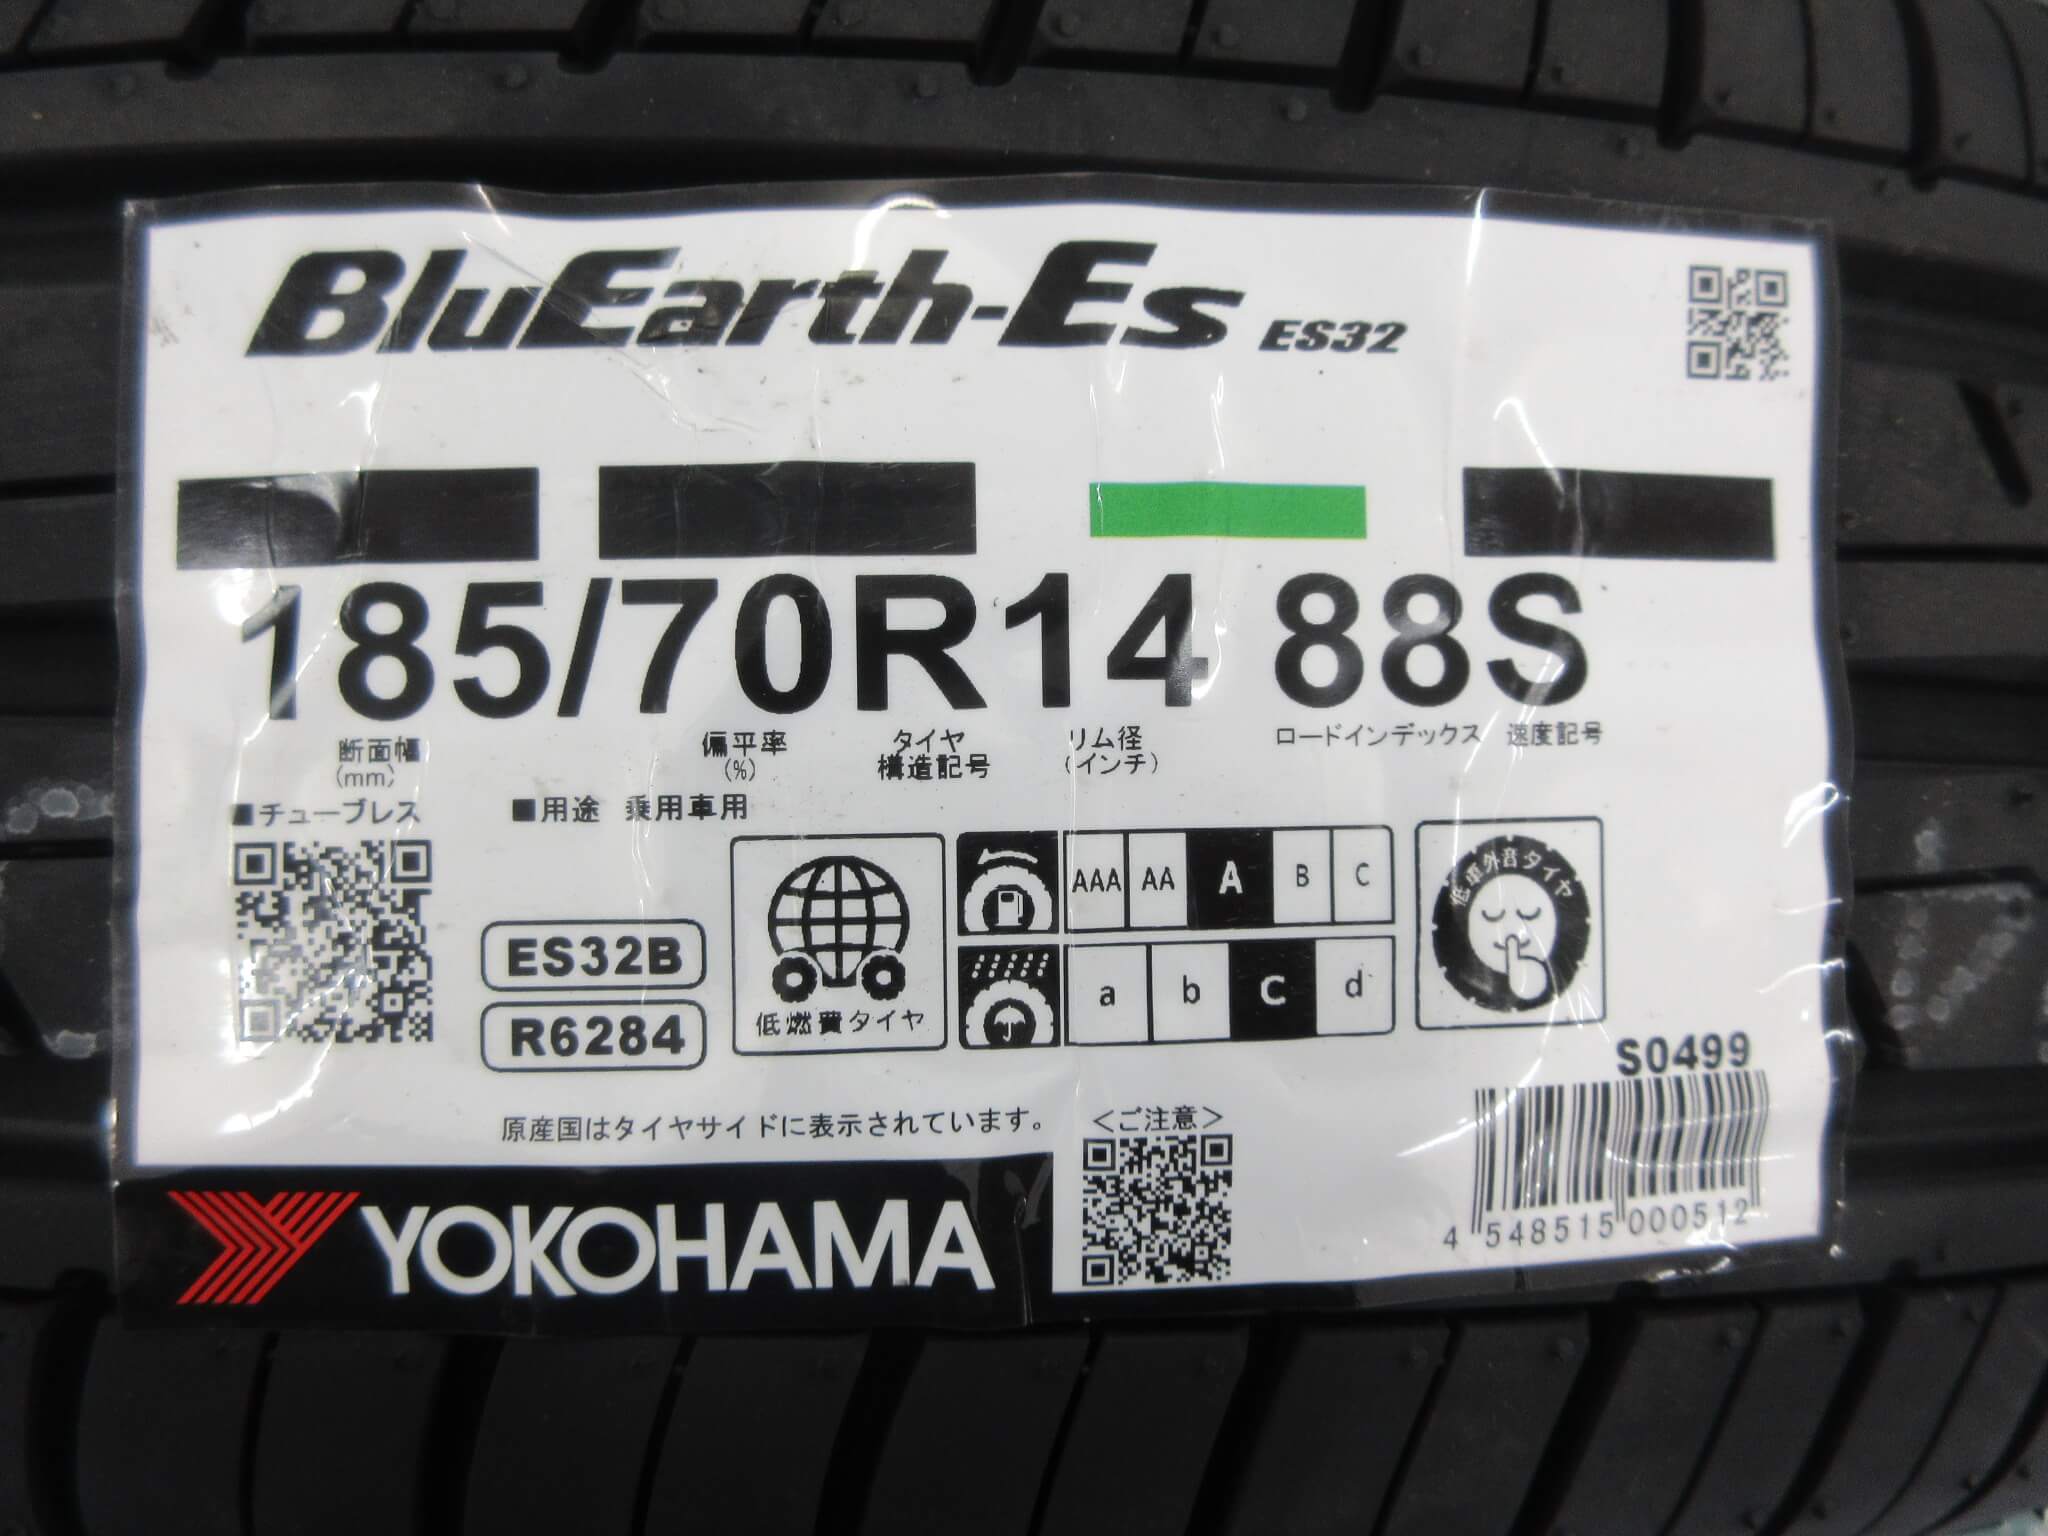 BluEarth-Es ES32
185/70R14 88S
断面幅 (mm)
偏平率 (%)
タイヤ 構造記号
リム径 (インチ)
ロードインデックス 速度記号
■チューブレス ■用途 乗用車用
ES32B
R6284
低燃費タイヤ
AAA AA A B C
a b c d
低車外音タイヤ
S0499
原産国はタイヤサイドに表示されています。
<ご注意>
4 548515 000512
YOKOHAMA